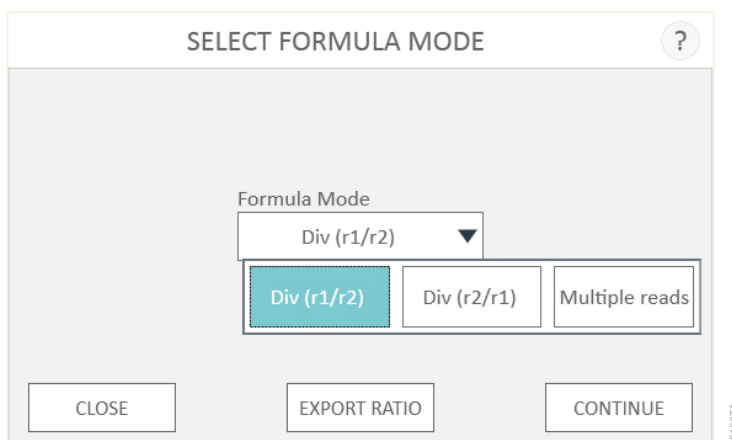 SELECT FORMULA MODE
?
Formula Mode
Div (r1/r2)
Div (r1/r2) Div (r2/r1) Multiple reads
CLOSE EXPORT RATIO CONTINUE